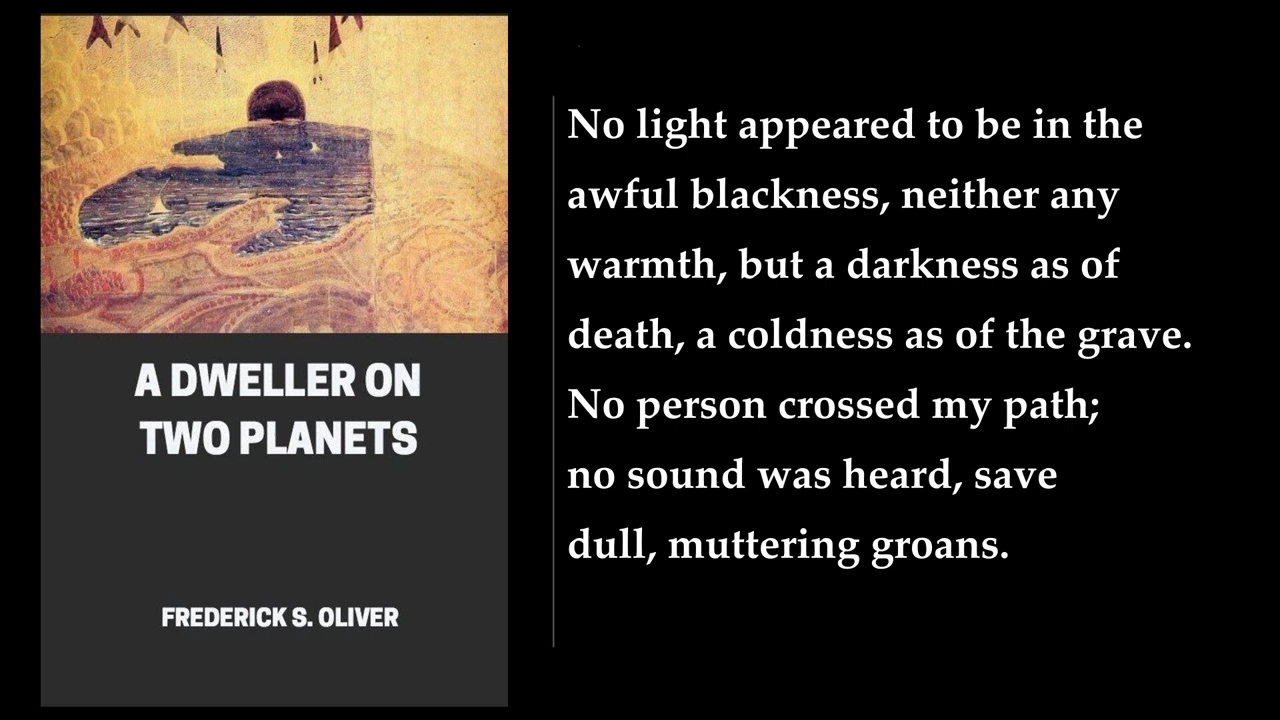 A DWELLER ON
TWO PLANETS
FREDERICK S. OLIVER
No light appeared to be in the
awful blackness, neither any
warmth, but a darkness as of
death, a coldness as of the grave.
No person crossed my path;
no sound was heard, save
dull, muttering groans.